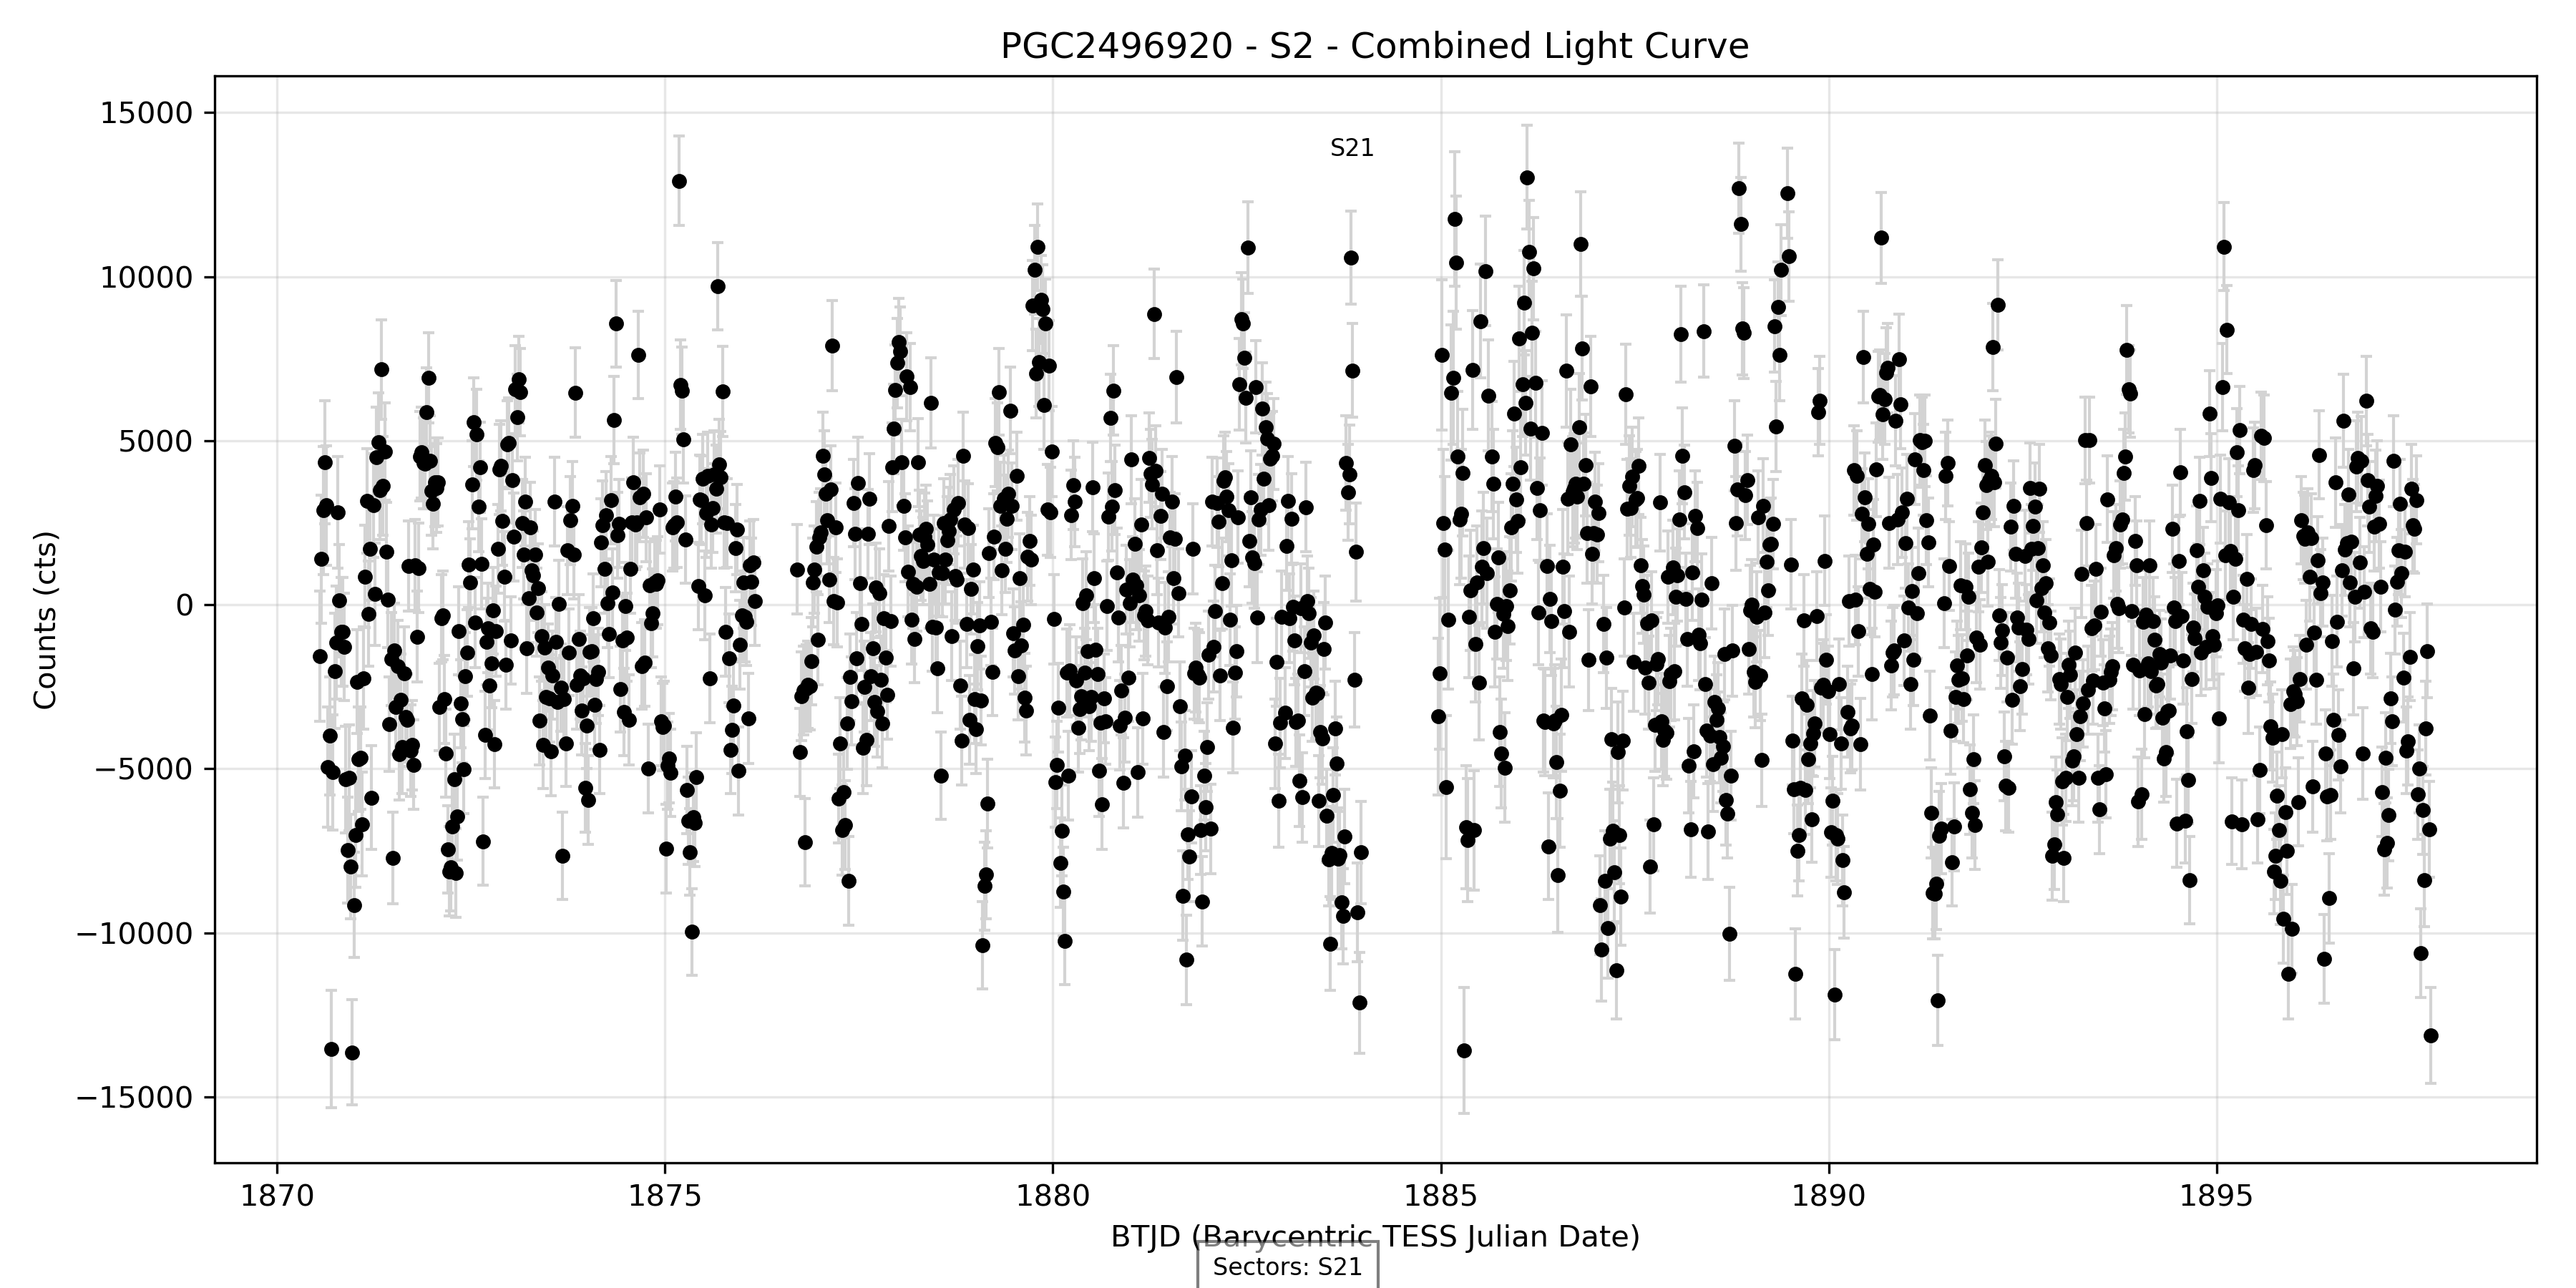 PGC2496920 - S2 - Combined Light Curve
15000
S21
10000
5000
0
−5000
−10000
−15000
Counts (cts)
1870 1875 1880 1885 1890 1895
BTJD (Barycentric TESS Julian Date)
Sectors: S21